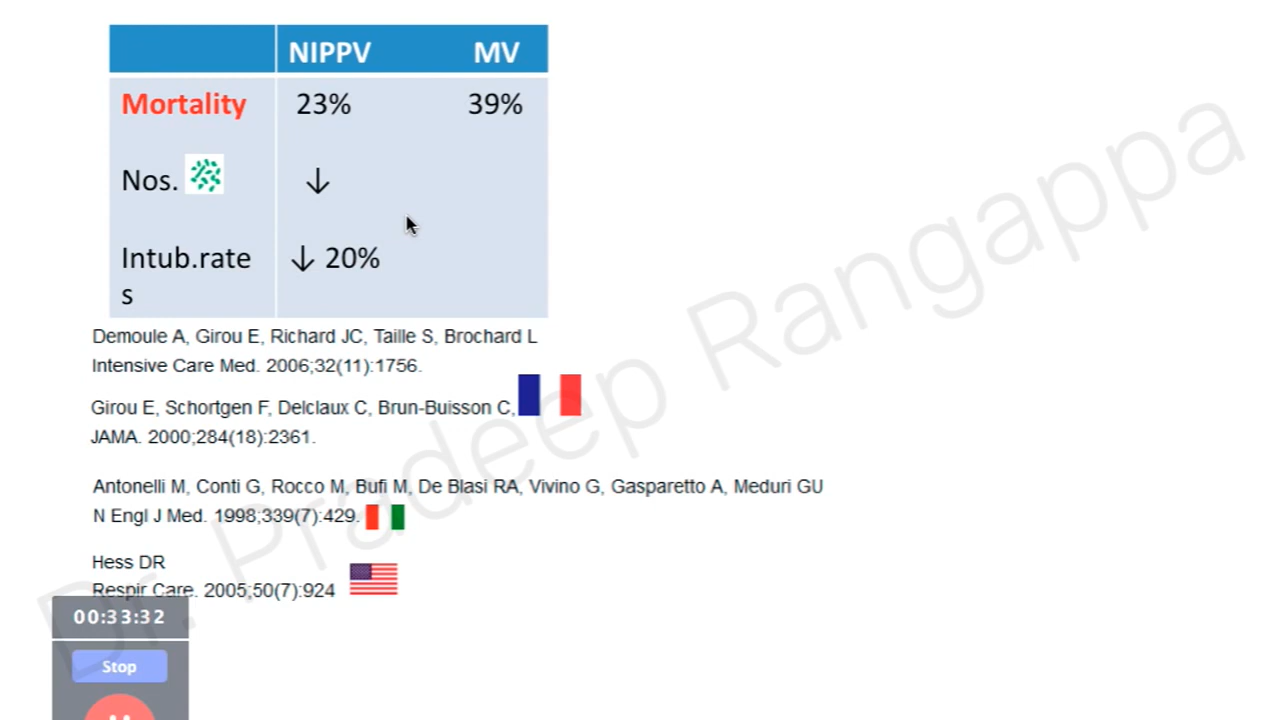 NIPPV MV
Mortality 23% 39%
Nos. ↓
Intub.rate ↓ 20%
s
Demoule A, Girou E, Richard JC, Taille S, Brochard L
Intensive Care Med. 2006;32(11):1756.
Girou E, Schortgen F, Delclaux C, Brun-Buisson C,
JAMA. 2000;284(18):2361.
Antonelli M, Conti G, Rocco M, Bufi M, De Blasi RA, Vivino G, Gasparetto A, Meduri GU
N Engl J Med. 1998;339(7):429.
Hess DR
Respir Care. 2005;50(7):924
00:33:32
Stop
Dr. Pradeep Rangappa